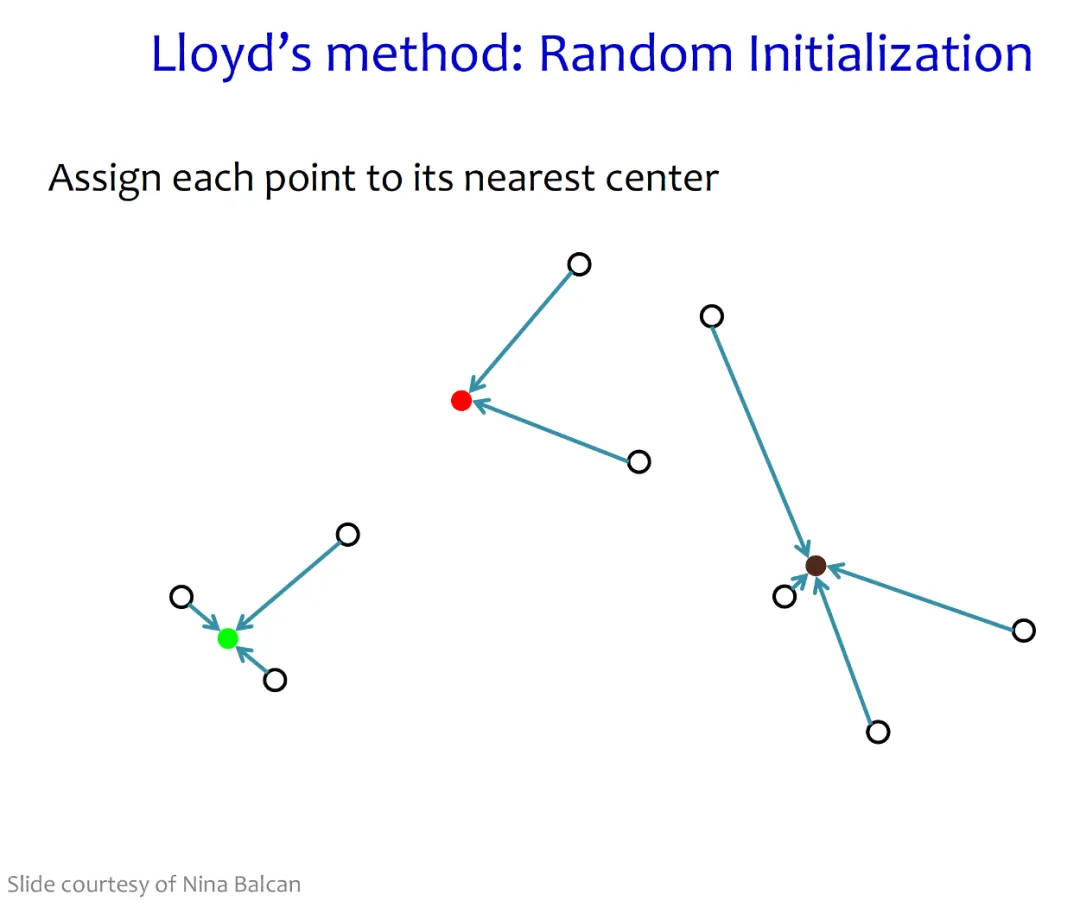 Lloyd’s method: Random Initialization
Assign each point to its nearest center
Slide courtesy of Nina Balcan